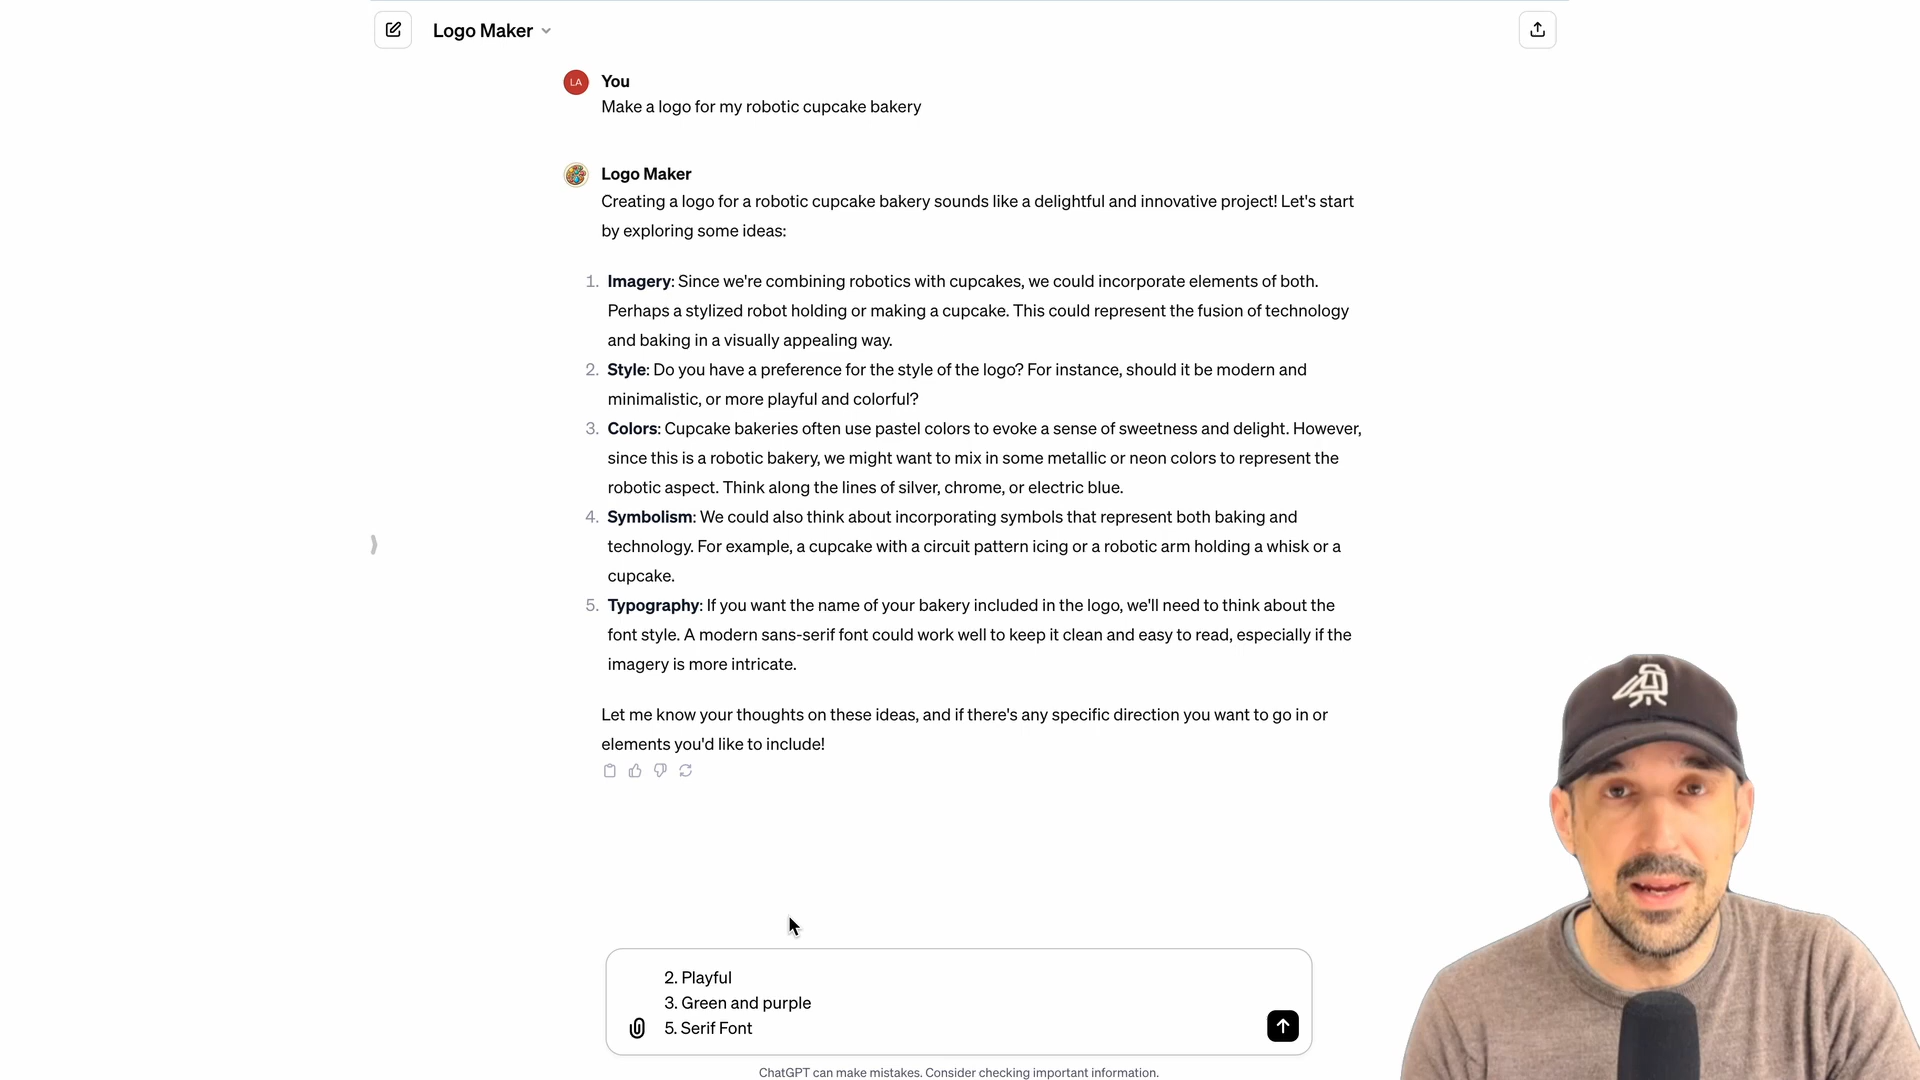 Logo Maker
LA
You
Make a logo for my robotic cupcake bakery
Logo Maker
Creating a logo for a robotic cupcake bakery sounds like a delightful and innovative project! Let's start
by exploring some ideas:
1. Imagery: Since we're combining robotics with cupcakes, we could incorporate elements of both.
Perhaps a stylized robot holding or making a cupcake. This could represent the fusion of technology
and baking in a visually appealing way.
2. Style: Do you have a preference for the style of the logo? For instance, should it be modern and
minimalistic, or more playful and colorful?
3. Colors: Cupcake bakeries often use pastel colors to evoke a sense of sweetness and delight. However,
since this is a robotic bakery, we might want to mix in some metallic or neon colors to represent the
robotic aspect. Think along the lines of silver, chrome, or electric blue.
4. Symbolism: We could also think about incorporating symbols that represent both baking and
technology. For example, a cupcake with a circuit pattern icing or a robotic arm holding a whisk or a
cupcake.
5. Typography: If you want the name of your bakery included in the logo, we'll need to think about the
font style. A modern sans-serif font could work well to keep it clean and easy to read, especially if the
imagery is more intricate.
Let me know your thoughts on these ideas, and if there's any specific direction you want to go in or
elements you'd like to include!
2. Playful
3. Green and purple
5. Serif Font
ChatGPT can make mistakes. Consider checking important information.